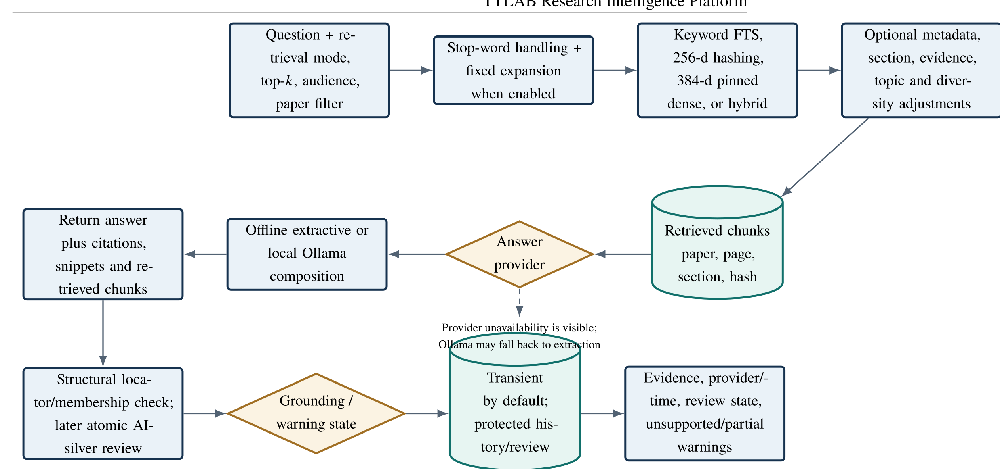 TTLAB Research Intelligence Platform
Question + re-
trieval mode,
top-k, audience,
paper filter
Stop-word handling +
fixed expansion
when enabled
Keyword FTS,
256-d hashing,
384-d pinned
dense, or hybrid
Optional metadata,
section, evidence,
topic and diver-
sity adjustments
Retrieved chunks
paper, page,
section, hash
Answer
provider
Offline extractive or
local Ollama
composition
Return answer
plus citations,
snippets and re-
trieved chunks
Provider unavailability is visible;
Ollama may fall back to extraction
Structural loca-
tor/membership check;
later atomic AI-
silver review
Grounding /
warning state
Transient
by default;
protected his-
tory/review
Evidence, provider/-
time, review state,
unsupported/partial
warnings